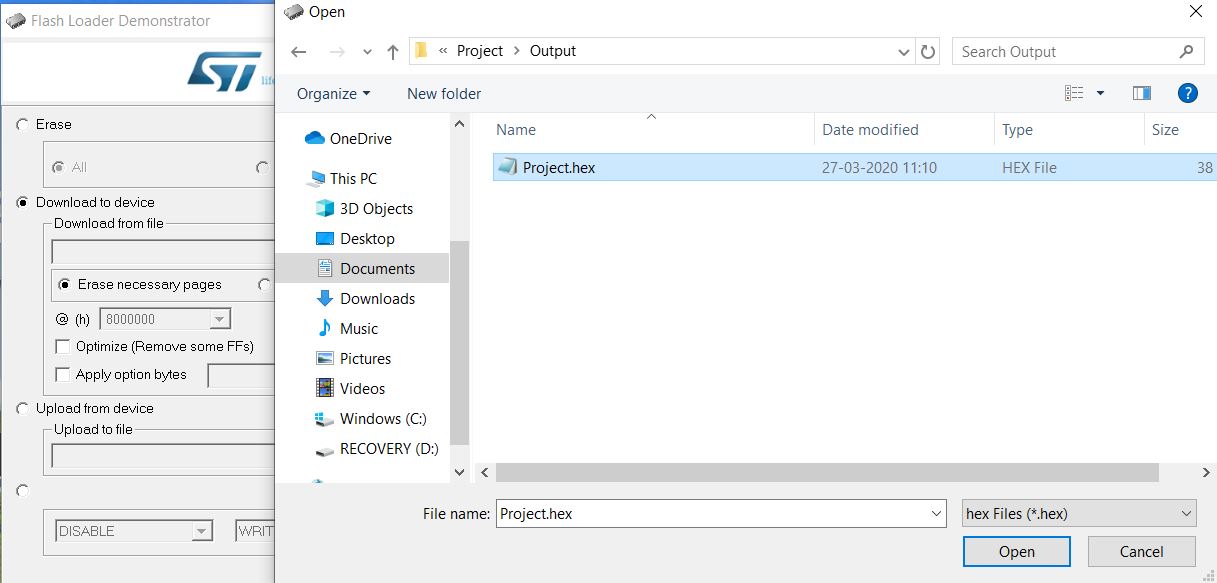 Flash Loader Demonstrator
ST life
Erase
All
Download to device
Download from file
Erase necessary pages
@ (h) 8000000
Optimize (Remove some FFs)
Apply option bytes
Upload from device
Upload to file
DISABLE WRIT
Open
« Project > Output
Search Output
Organize New folder
?
Name Date modified Type Size
Project.hex 27-03-2020 11:10 HEX File 38
OneDrive
This PC
3D Objects
Desktop
Documents
Downloads
Music
Pictures
Videos
Windows (C:)
RECOVERY (D:)
File name: Project.hex hex Files (*.hex)
Open Cancel